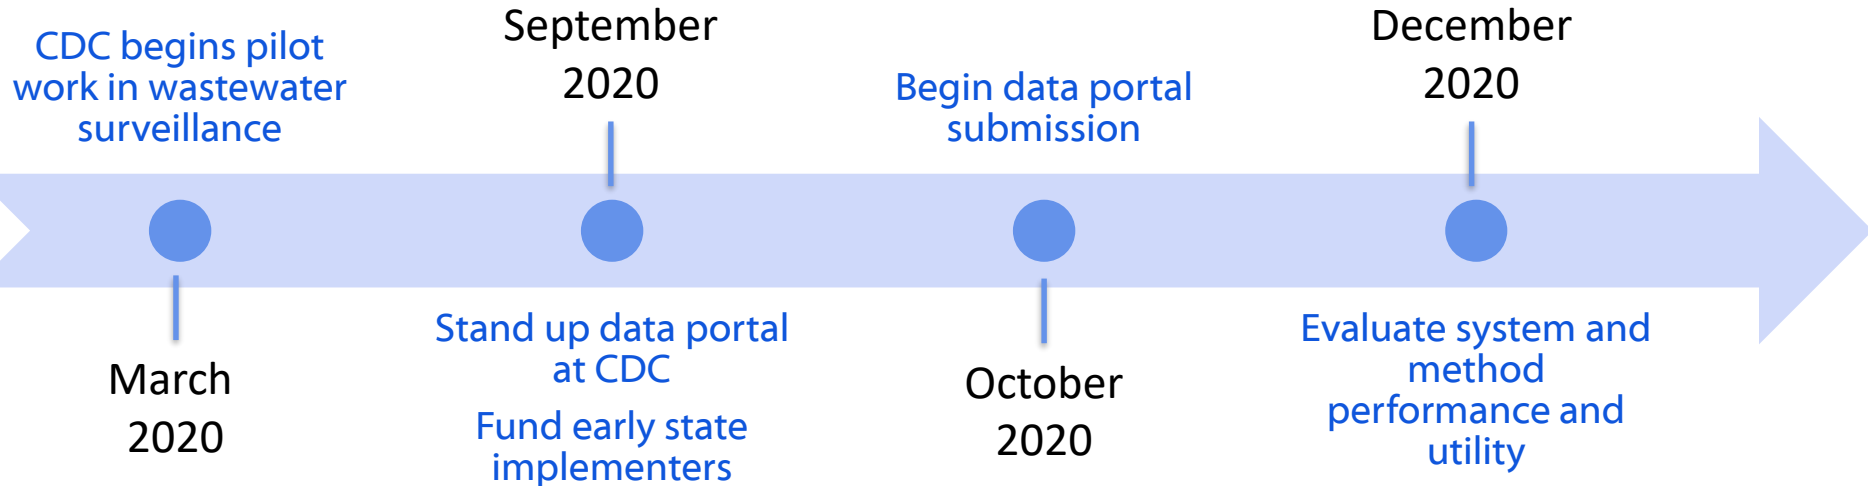 CDC begins pilot
work in wastewater
surveillance
March
2020
September
2020
Stand up data portal
at CDC
Fund early state
implementers
Begin data portal
submission
October
2020
December
2020
Evaluate system and
method
performance and
utility